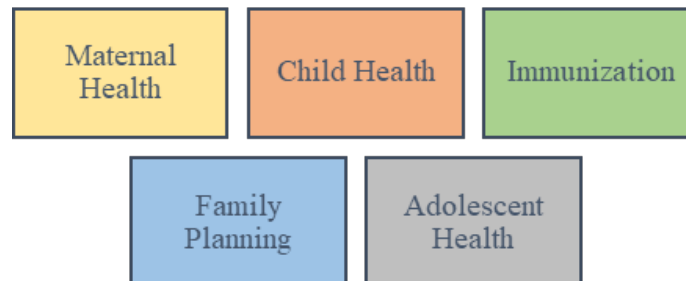 Maternal
Health
Child Health
Immunization
Family
Planning
Adolescent
Health